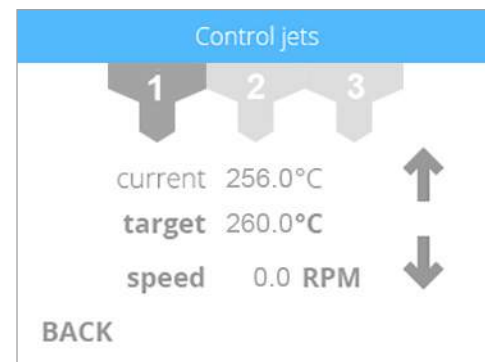 Control jets
1 2 3
current 256.0°C
target 260.0°C
speed 0.0 RPM
BACK